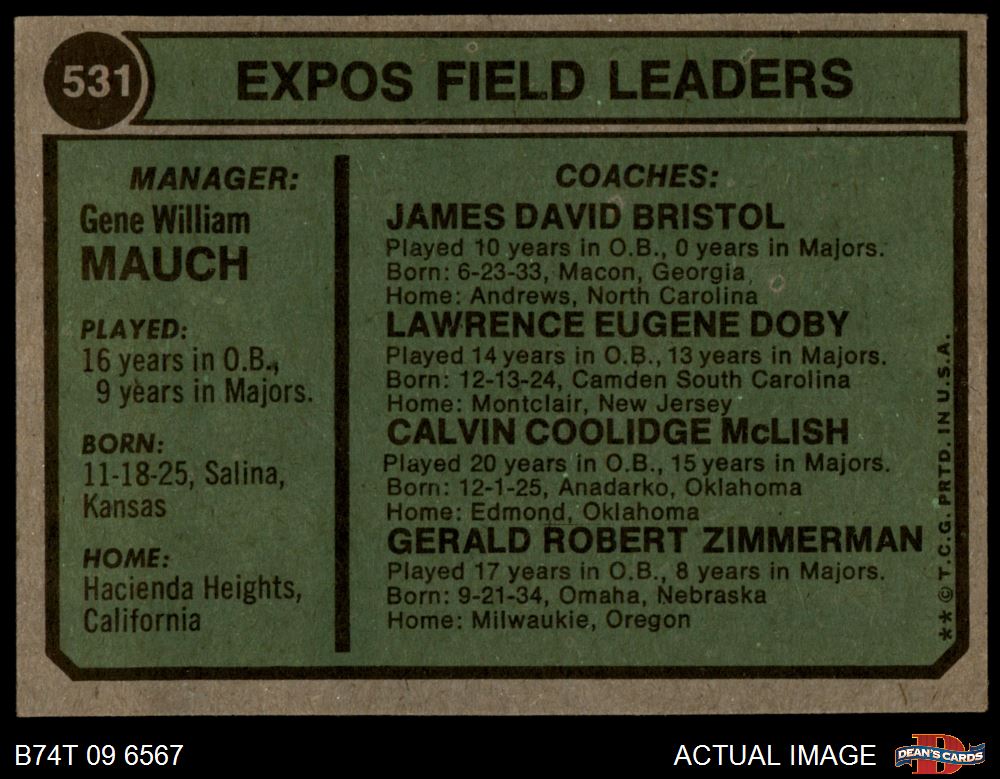 531
EXPOS FIELD LEADERS
MANAGER:
Gene William
MAUCH
PLAYED:
16 years in O.B.,
9 years in Majors.
BORN:
11-18-25, Salina,
Kansas
HOME:
Hacienda Heights,
California
COACHES:
JAMES DAVID BRISTOL
Played 10 years in O.B., 0 years in Majors.
Born: 6-23-33, Macon, Georgia
Home: Andrews, North Carolina
LAWRENCE EUGENE DOBY
Played 14 years in O.B., 13 years in Majors.
Born: 12-13-24, Camden South Carolina
Home: Montclair, New Jersey
CALVIN COOLIDGE McLISH
Played 20 years in O.B., 15 years in Majors.
Born: 12-1-25, Anadarko, Oklahoma
Home: Edmond, Oklahoma
GERALD ROBERT ZIMMERMAN
Played 17 years in O.B., 8 years in Majors.
Born: 9-21-34, Omaha, Nebraska
Home: Milwaukie, Oregon
** © T.C.G. PRTD. IN U.S.A.
B74T 09 6567
ACTUAL IMAGE
D
DEAN'S CARDS